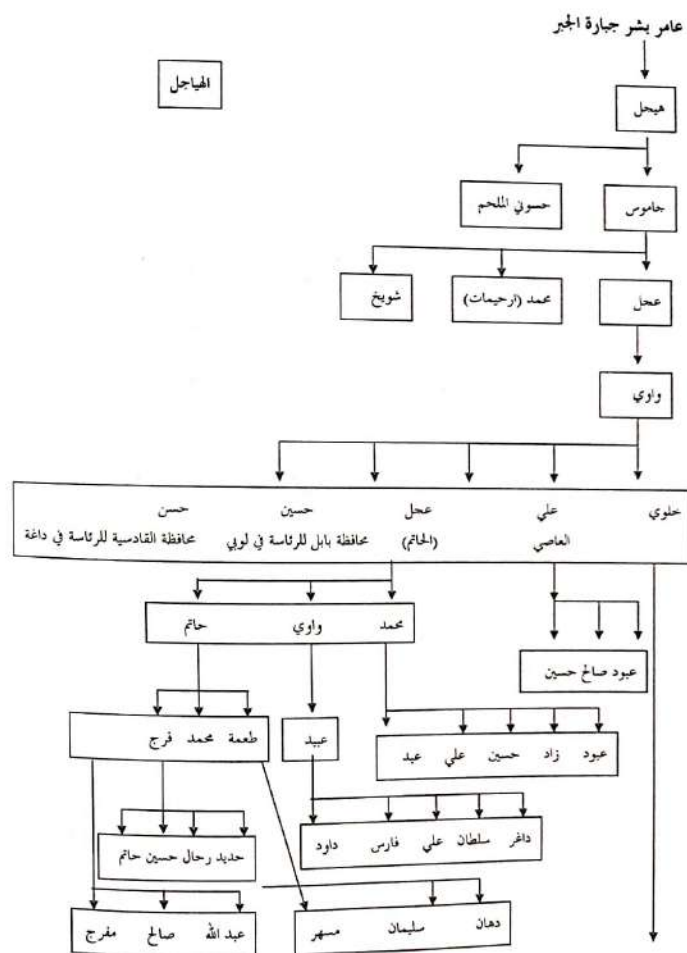 عامر بشر جبارة الجبر
الهياجل
هيجل
جاموس
حسوني الملحم
عجل
محمد (ارحيمات)
شويخ
واوي
حلوي علي عجل حسين حسن
العاصي (الحاتم) محافظة بابل للرئاسة في لوبي محافظة القادسية للرئاسة في داغة
محمد واوي حاتم
عبود صالح حسين
طعمة محمد فرج
عبيد
عبود زاد حسين علي عبد
داغر سلطان علي فارس داود
حديد رحال حسين حاتم
دهان سليمان مسهر
عبد الله صالح مفرج